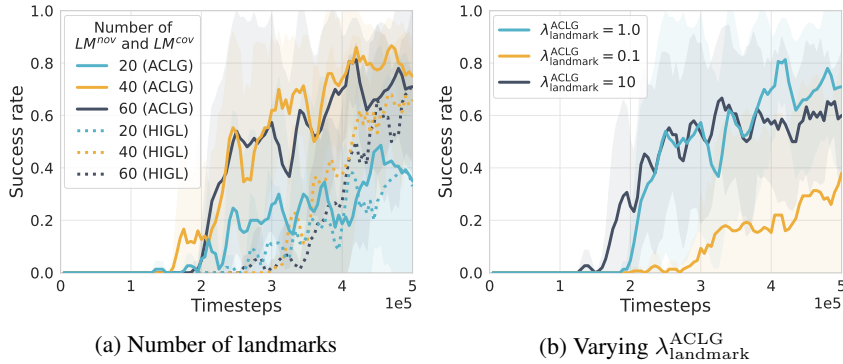 Number of
LM^nov and LM^cov
20 (ACLG)
40 (ACLG)
60 (ACLG)
20 (HIGL)
40 (HIGL)
60 (HIGL)
Success rate
1.0
0.8
0.6
0.4
0.2
0.0
0 1 2 3 4 5
1e5
Timesteps
(a) Number of landmarks
λ^ACLG_landmark = 1.0
λ^ACLG_landmark = 0.1
λ^ACLG_landmark = 10
Success rate
1.0
0.8
0.6
0.4
0.2
0.0
0 1 2 3 4 5
1e5
Timesteps
(b) Varying λ^ACLG_landmark